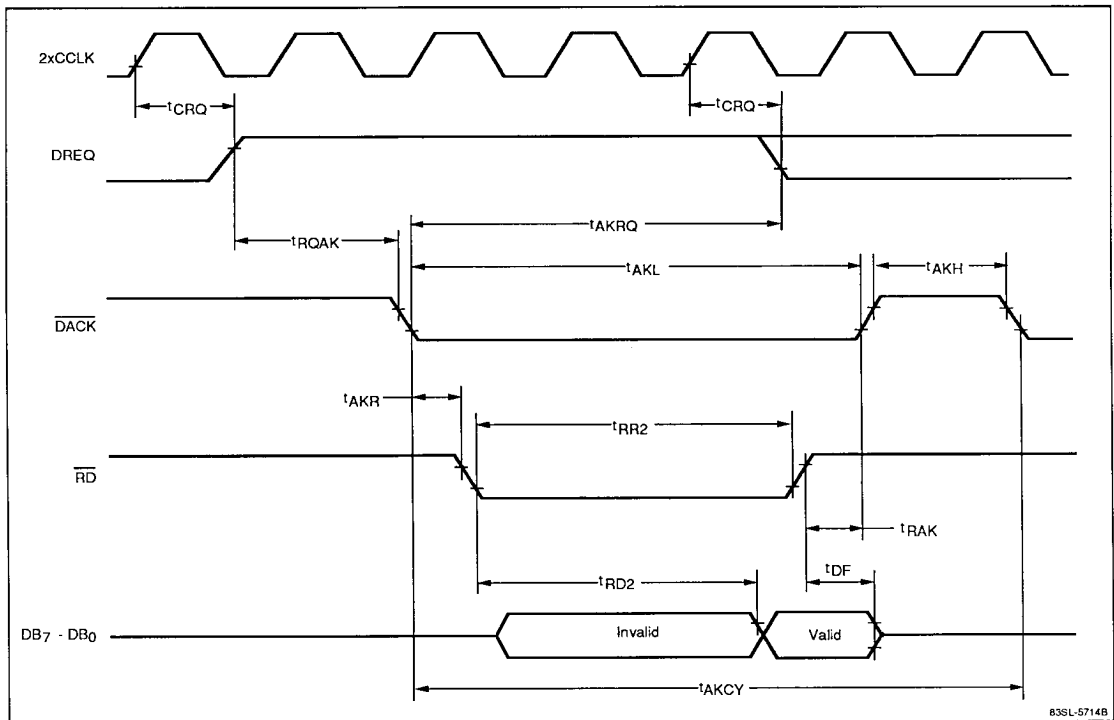 2xCCLK
tCRQ
tCRQ
DREQ
tAKRQ
tRQAK
tAKL
tAKH
DACK
tAKR
tRR2
RD
tRAK
tDF
tRD2
DB7 - DB0
Invalid
Valid
tAKCY
83SL-5714B